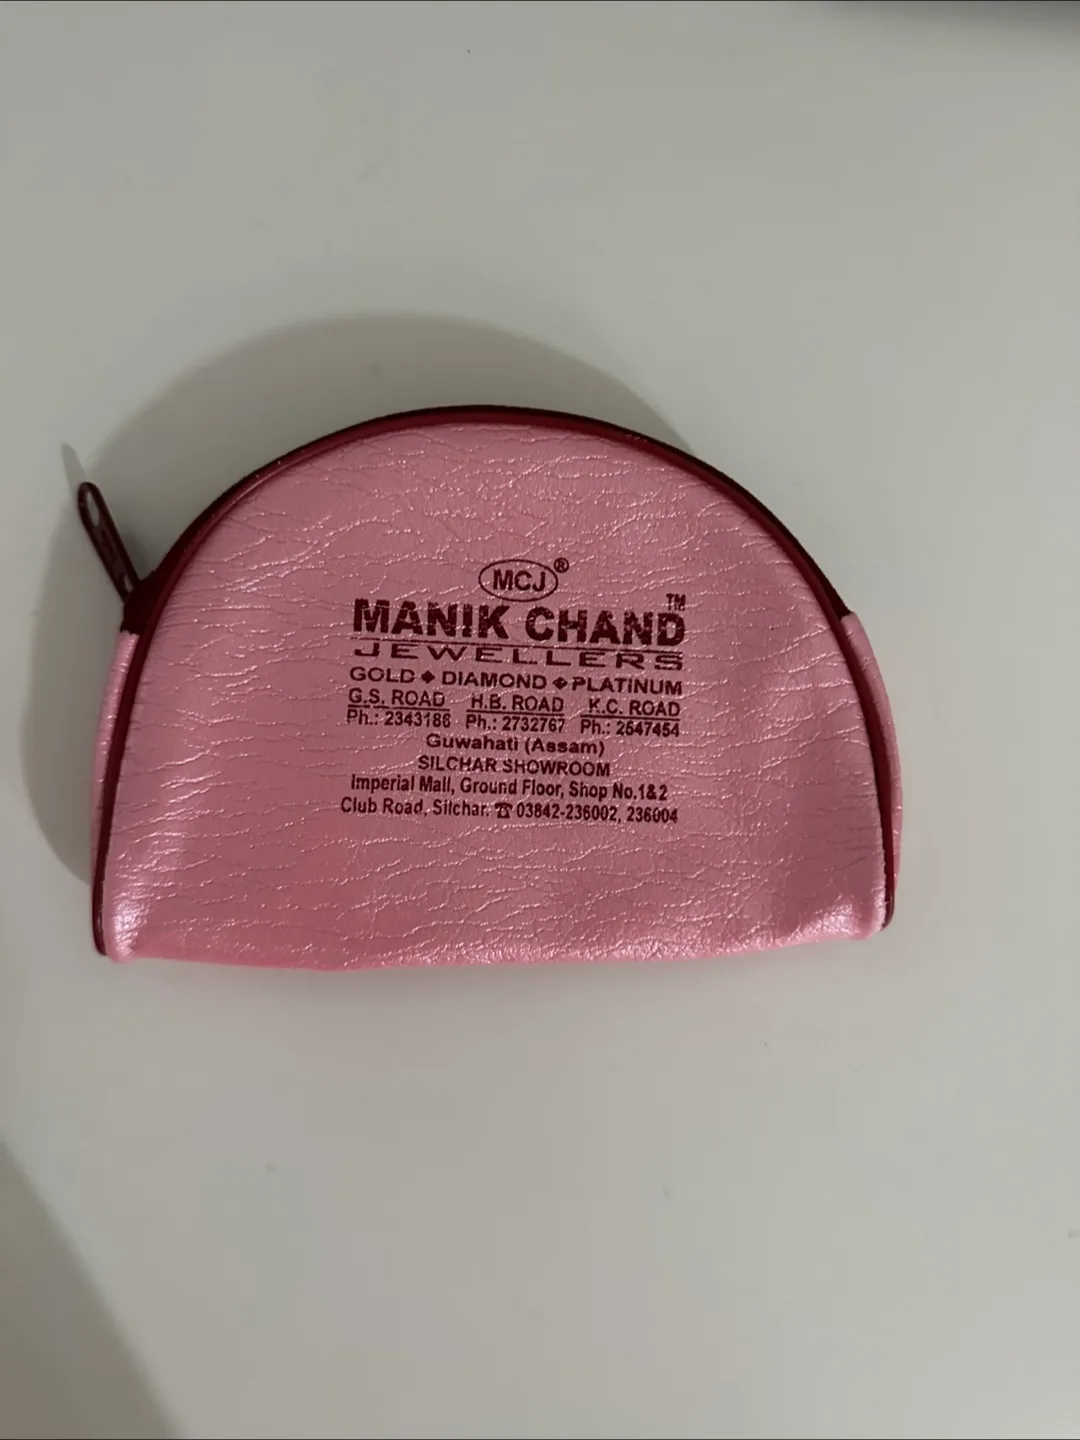 MCJ®
MANIK CHAND™
JEWELLERS
GOLD ◆ DIAMOND ◆ PLATINUM
G.S. ROAD H.B. ROAD K.C. ROAD
Ph.: 2343186 Ph.: 2732767 Ph.: 2547454
Guwahati (Assam)
SILCHAR SHOWROOM
Imperial Mall, Ground Floor, Shop No.1&2
Club Road, Silchar. ☎ 03842-236002, 236004